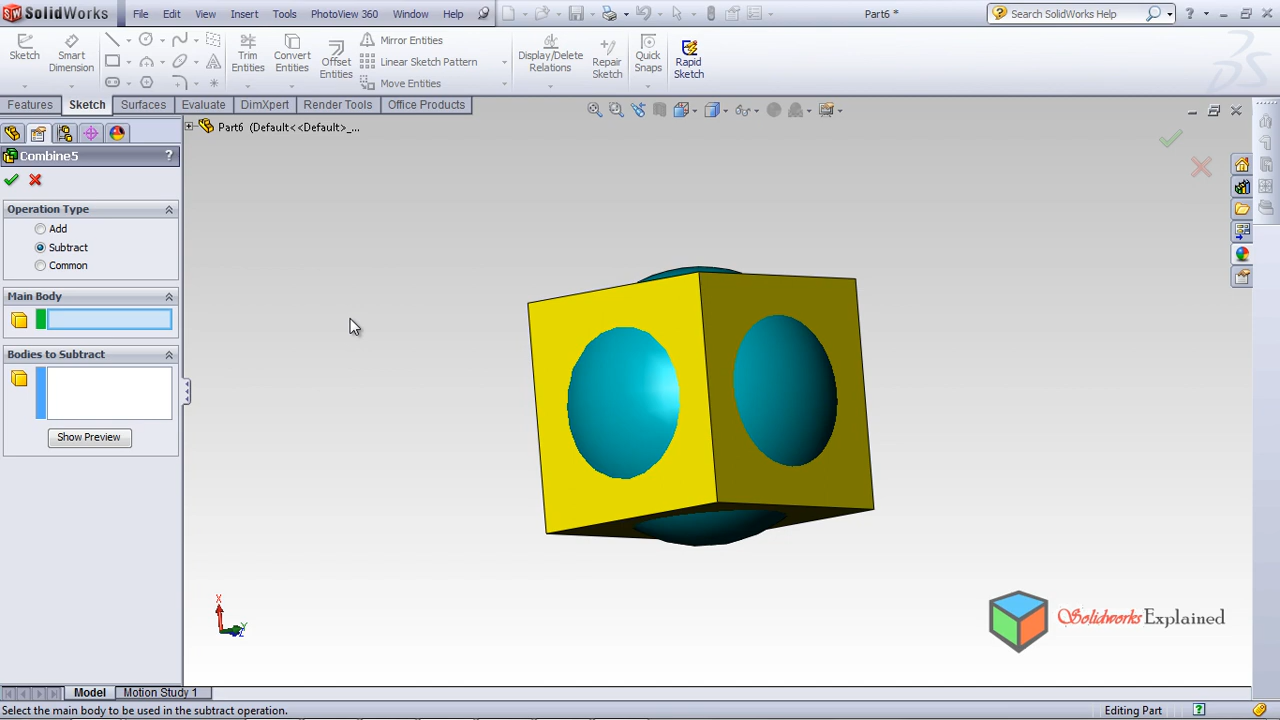 SolidWorks File Edit View Insert Tools PhotoView 360 Window Help Part6 * Search SolidWorks Help
Sketch Smart Dimension Trim Entities Convert Entities Offset Entities Mirror Entities Linear Sketch Pattern Move Entities Display/Delete Relations Repair Sketch Quick Snaps Rapid Sketch
Features Sketch Surfaces Evaluate DimXpert Render Tools Office Products
Part6 (Default<<Default>_...
Combine5 ?
Operation Type
Add
Subtract
Common
Main Body
Bodies to Subtract
Show Preview
X
Y
Z
Solidworks Explained
Model Motion Study 1
Select the main body to be used in the subtract operation. Editing Part